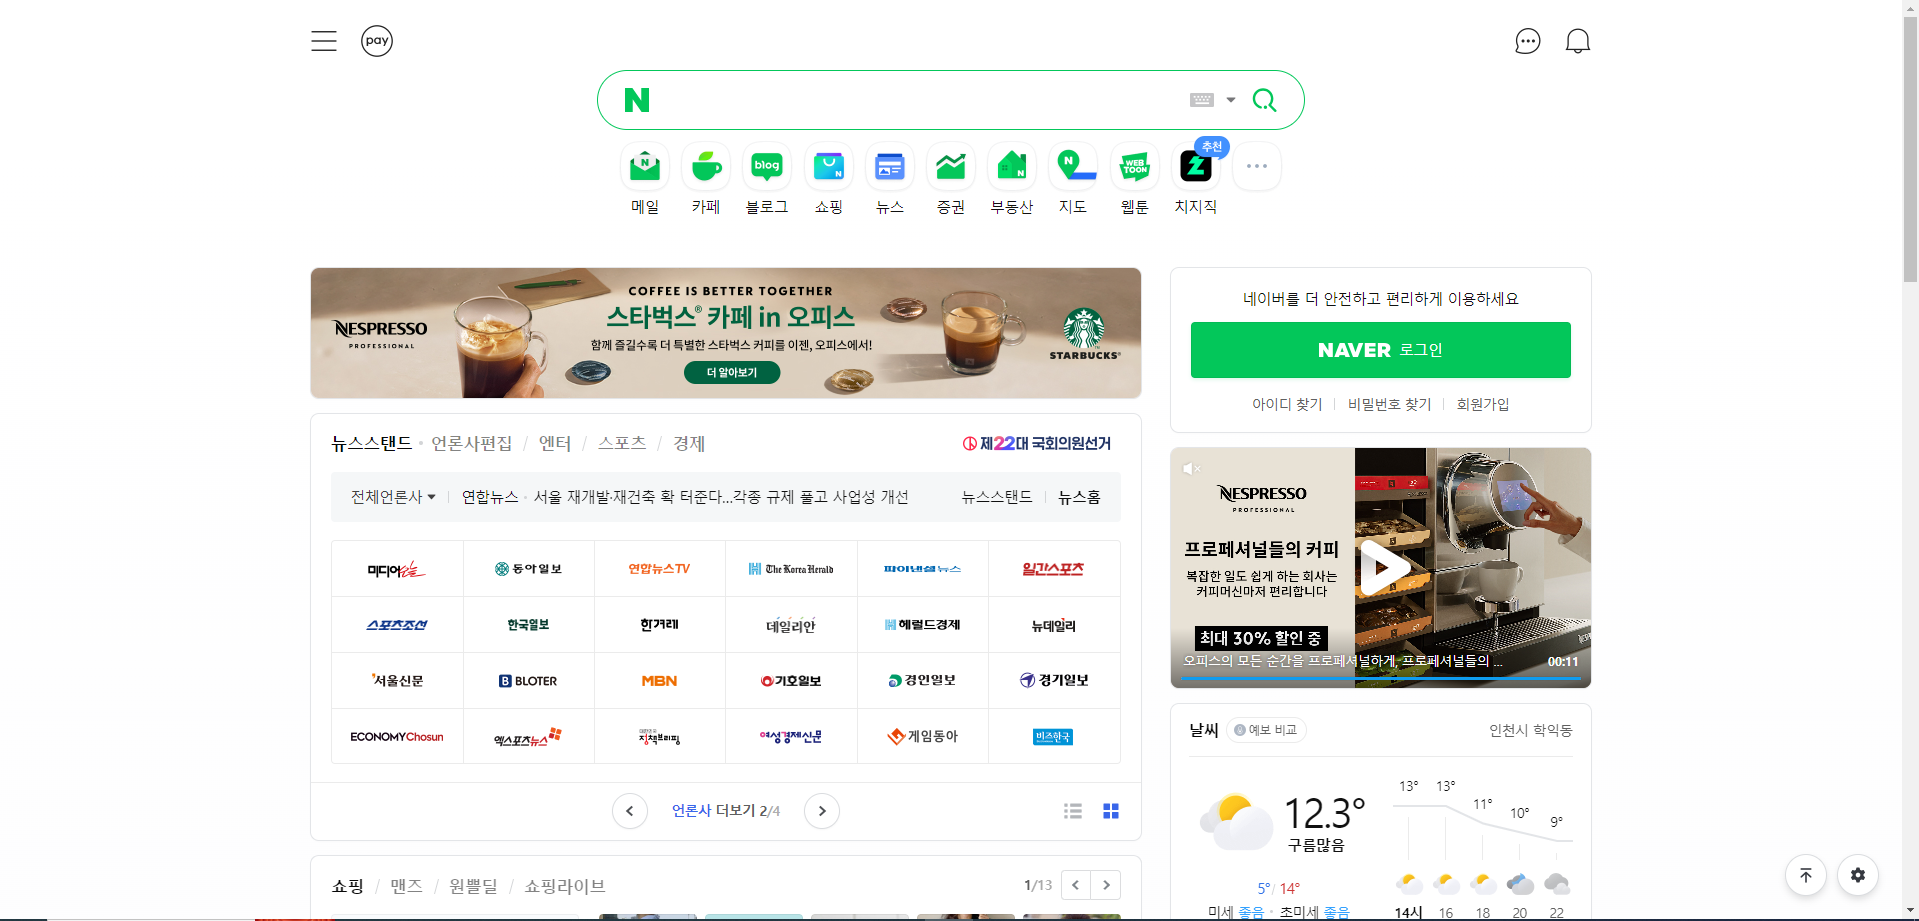 pay
N
추천
메일 카페 블로그 쇼핑 뉴스 증권 부동산 지도 웹툰 치지직
blog
WEB TOON
COFFEE IS BETTER TOGETHER
스타벅스® 카페 in 오피스
함께 즐길수록 더 특별한 스타벅스 커피를 이젠, 오피스에서!
더 알아보기
NESPRESSO
PROFESSIONAL
STARBUCKS®
네이버를 더 안전하고 편리하게 이용하세요
NAVER 로그인
아이디 찾기 비밀번호 찾기 회원가입
뉴스스탠드 · 언론사편집 / 엔터 / 스포츠 / 경제
제22대 국회의원선거
전체언론사 연합뉴스 · 서울 재개발·재건축 확 터준다...각종 규제 풀고 사업성 개선 뉴스스탠드 뉴스홈
미디어오늘 동아일보 연합뉴스TV The Korea Herald 파이낸셜뉴스 일간스포츠
스포츠조선 한국일보 한겨레 데일리안 헤럴드경제 뉴데일리
서울신문 BLOTER MBN 기호일보 경인일보 경기일보
ECONOMYChosun 엑스포츠뉴스 대한민국 정책브리핑 여성경제신문 게임동아 비즈한국
언론사 더보기 2/4
쇼핑 / 맨즈 / 원쁠딜 / 쇼핑라이브
1/13
NESPRESSO
PROFESSIONAL
프로페셔널들의 커피
복잡한 일도 쉽게 하는 회사는
커피머신마저 편리합니다
최대 30% 할인 중
오피스의 모든 순간을 프로페셔널하게, 프로페셔널들의 ...
00:11
날씨 예보 비교 인천시 학익동
12.3°
구름많음
5° / 14°
미세 좋음 · 초미세 좋음
13° 13° 11° 10° 9°
14시 16 18 20 22